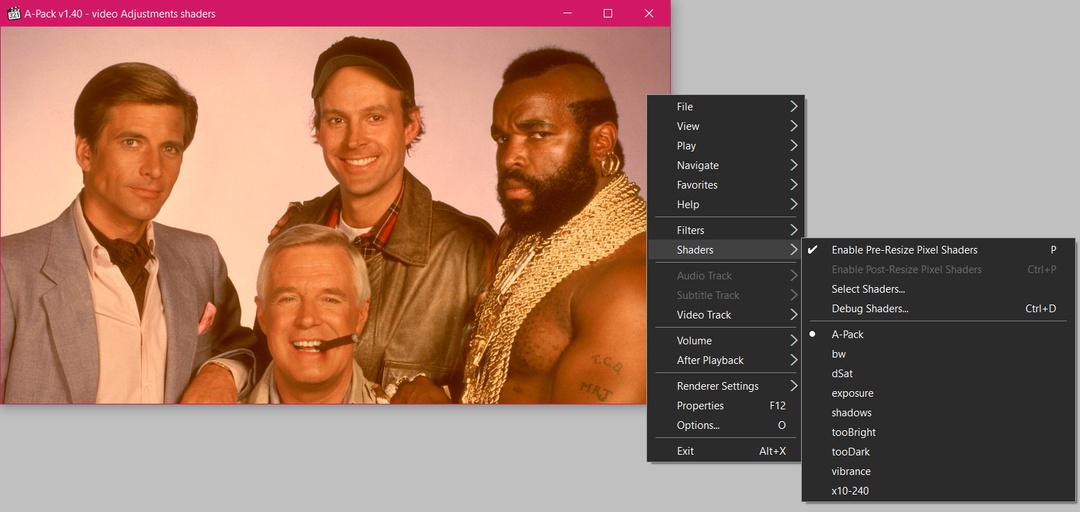 A-Pack v1.40 - video Adjustments shaders
File
View
Play
Navigate
Favorites
Help
Filters
Shaders
Audio Track
Subtitle Track
Video Track
Volume
After Playback
Renderer Settings
Properties F12
Options... O
Exit Alt+X
Enable Pre-Resize Pixel Shaders P
Enable Post-Resize Pixel Shaders Ctrl+P
Select Shaders...
Debug Shaders... Ctrl+D
A-Pack
bw
dSat
exposure
shadows
tooBright
tooDark
vibrance
x10-240
T.C.B
MRT